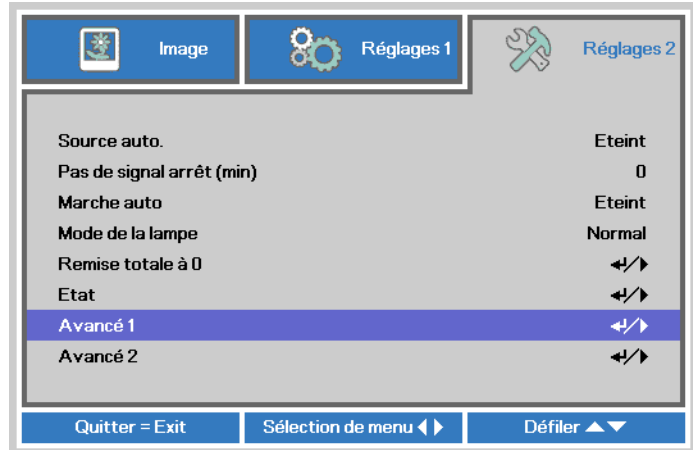 Image
Réglages 1
Réglages 2
Source auto. Eteint
Pas de signal arrêt (min) 0
Marche auto Eteint
Mode de la lampe Normal
Remise totale à 0
Etat
Avancé 1
Avancé 2
Quitter = Exit
Sélection de menu
Défiler